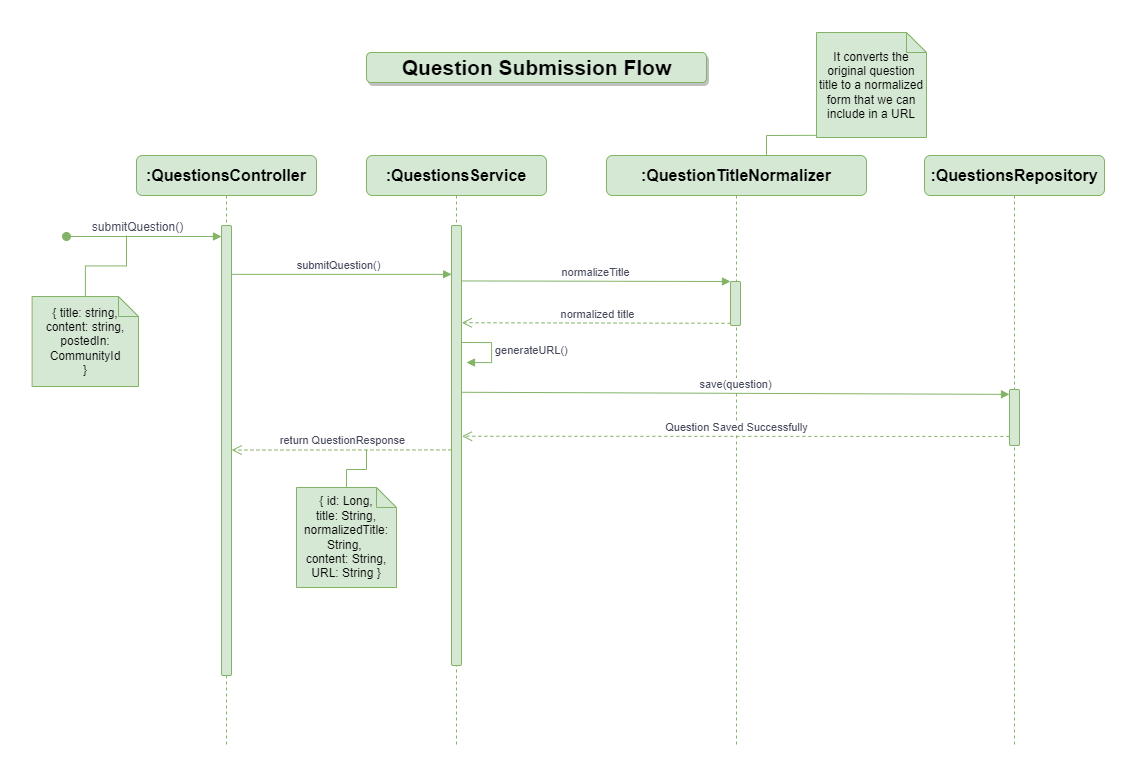 It converts the
original question
title to a normalized
form that we can
include in a URL
Question Submission Flow
:QuestionsController
:QuestionsService
:QuestionTitleNormalizer
:QuestionsRepository
submitQuestion()
submitQuestion()
normalizeTitle
{ title: string,
content: string,
postedIn:
CommunityId
}
normalized title
generateURL()
save(question)
Question Saved Successfully
return QuestionResponse
{ id: Long,
title: String,
normalizedTitle:
String,
content: String,
URL: String }